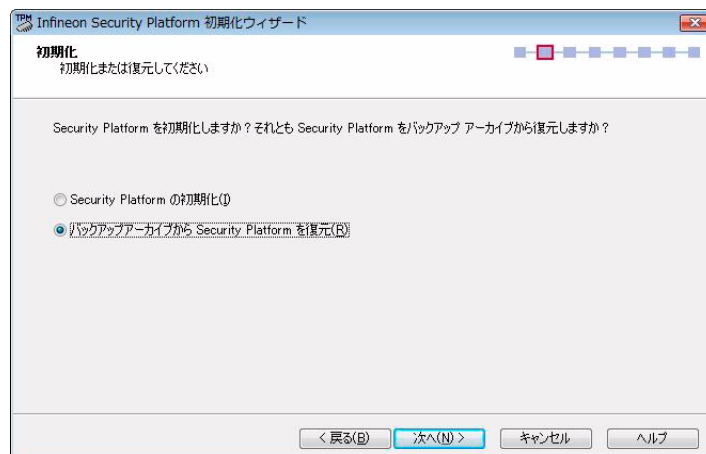 TPM Infineon Security Platform 初期化ウィザード
初期化
初期化または復元してください
Security Platform を初期化しますか？それとも Security Platform をバックアップ アーカイブから復元しますか？
Security Platform の初期化(I)
バックアップアーカイブから Security Platform を復元(R)
< 戻る(B) 次へ(N) > キャンセル ヘルプ